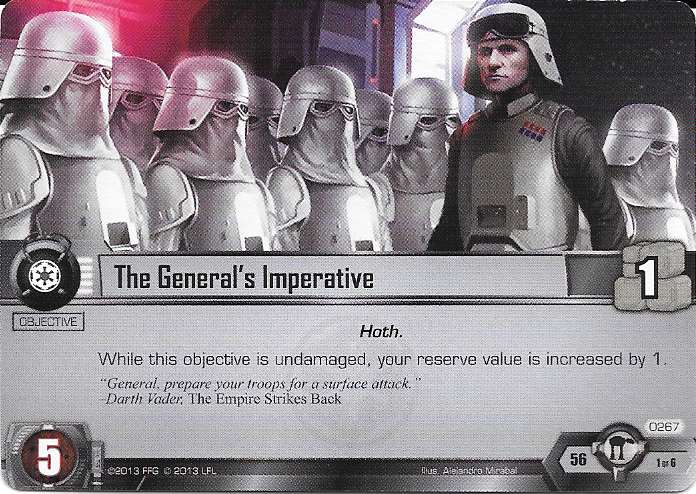 The General's Imperative
1
OBJECTIVE
Hoth.
While this objective is undamaged, your reserve value is increased by 1.
"General, prepare your troops for a surface attack."
–Darth Vader, The Empire Strikes Back
5
©2013 FFG © 2013 LFL
Illus. Alejandro Mirabal
0267
56
1 of 6